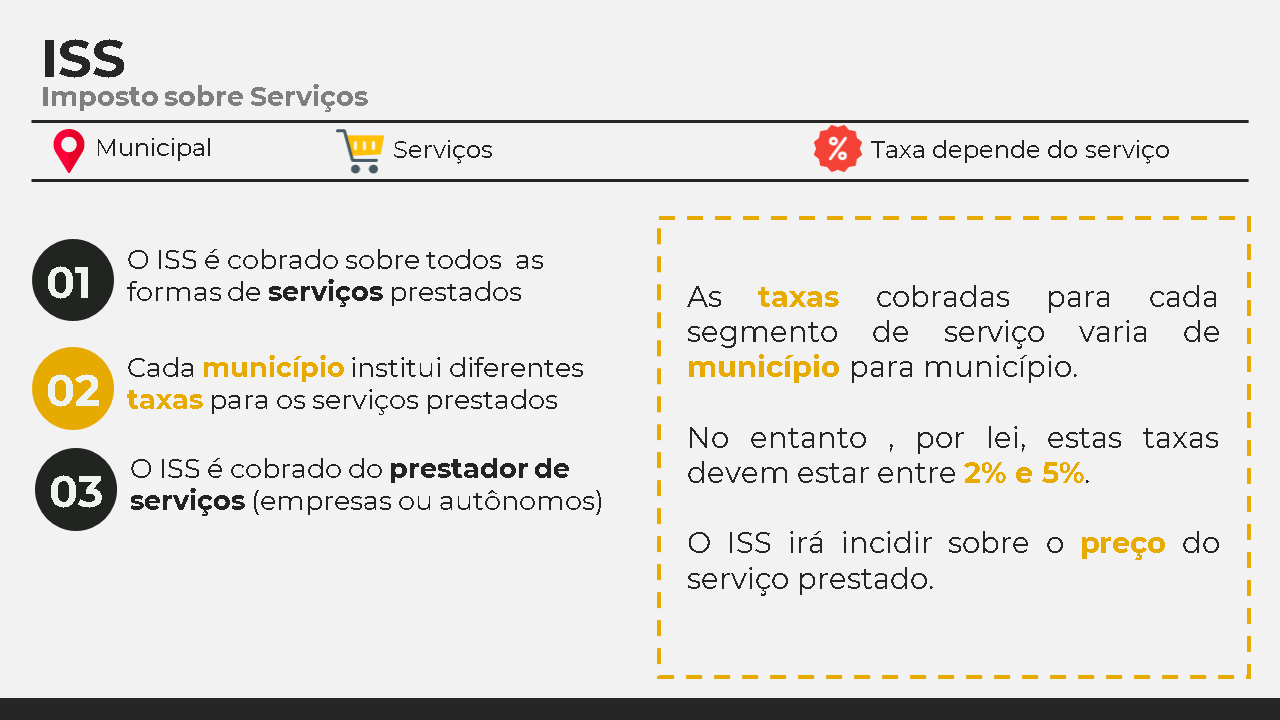 ISS
Imposto sobre Serviços
Municipal
Serviços
%
Taxa depende do serviço
01
O ISS é cobrado sobre todos as
formas de serviços prestados
02
Cada município institui diferentes
taxas para os serviços prestados
03
O ISS é cobrado do prestador de
serviços (empresas ou autônomos)
As taxas cobradas para cada
segmento de serviço varia de
município para município.
No entanto , por lei, estas taxas
devem estar entre 2% e 5%.
O ISS irá incidir sobre o preço do
serviço prestado.